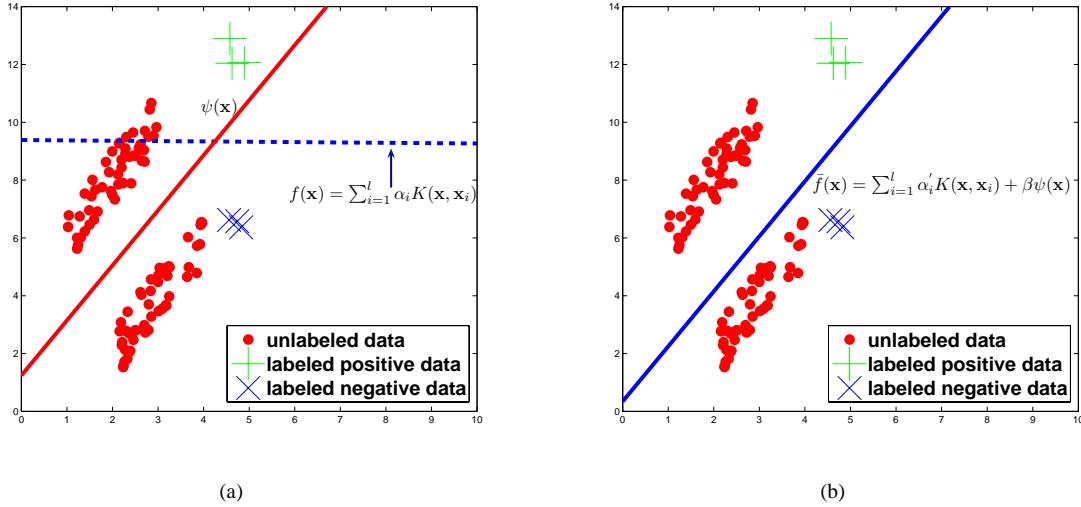 14
12
10
8
6
4
2
0
0 1 2 3 4 5 6 7 8 9 10
ψ(x)
f(x) = ∑_{i=1}^{l} α_i K(x, x_i)
unlabeled data
labeled positive data
labeled negative data
(a)
14
12
10
8
6
4
2
0
0 1 2 3 4 5 6 7 8 9 10
f̄(x) = ∑_{i=1}^{l} α_i′ K(x, x_i) + βψ(x)
unlabeled data
labeled positive data
labeled negative data
(b)